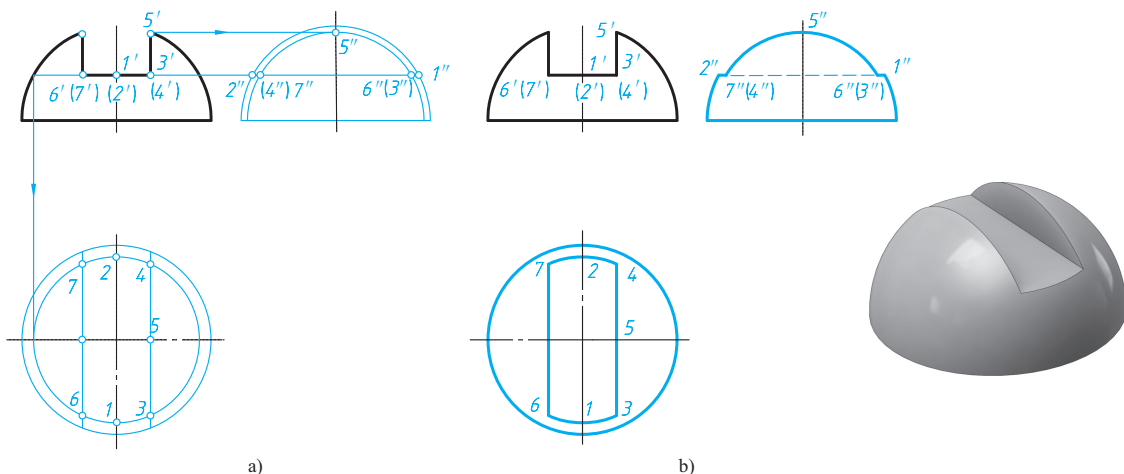 5′
5″
1′
3′
6′ (7′) (2′) (4′)
2″ (4″) 7″
6″ (3″) 1″
7 2 4
5
6 1 3
a)
5′
5″
1′
3′
6′ (7′) (2′) (4′)
2″
1″
7″ (4″)
6″ (3″)
7 2 4
5
6 1 3
b)